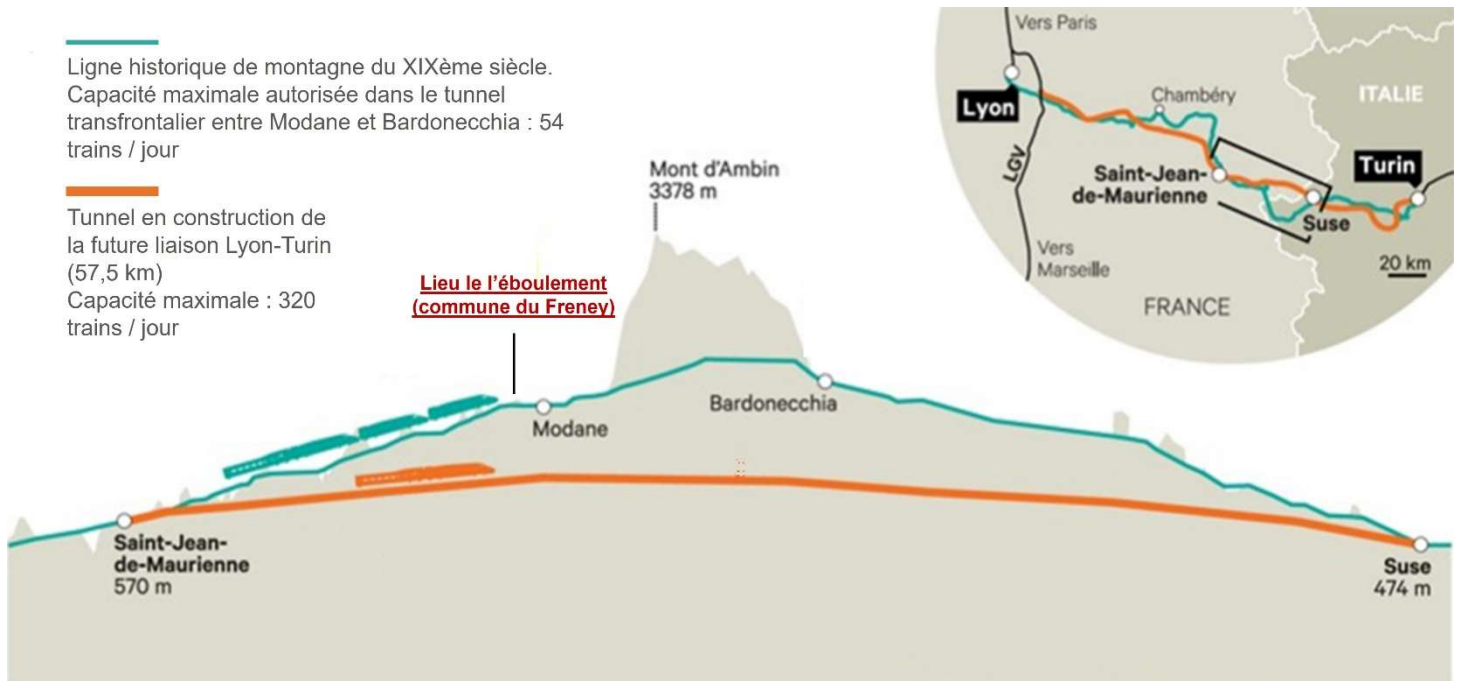 Ligne historique de montagne du XIXème siècle.
Capacité maximale autorisée dans le tunnel
transfrontalier entre Modane et Bardonecchia : 54
trains / jour
Tunnel en construction de
la future liaison Lyon-Turin
(57,5 km)
Capacité maximale : 320
trains / jour
Lieu le l’éboulement
(commune du Freney)
Mont d'Ambin
3378 m
Modane
Bardonecchia
Saint-Jean-
de-Maurienne
570 m
Suse
474 m
Vers Paris
Lyon
Chambéry
ITALIE
LGV
Saint-Jean-
de-Maurienne
Turin
Suse
Vers
Marseille
20 km
FRANCE